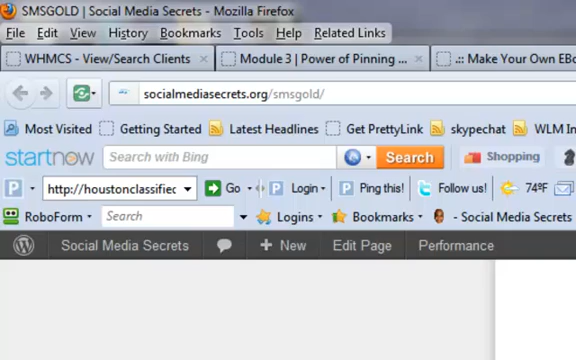 SMSGOLD | Social Media Secrets - Mozilla Firefox
File Edit View History Bookmarks Tools Help Related Links
WHMCS - View/Search Clients Module 3 | Power of Pinning ... .:: Make Your Own EBo
socialmediasecrets.org/smsgold/
Most Visited Getting Started Latest Headlines Get PrettyLink skypechat WLM In
startnow Search with Bing Search Shopping
http://houstonclassified Go Login Ping this! Follow us! 74°F
RoboForm Search Logins Bookmarks - Social Media Secrets
Social Media Secrets + New Edit Page Performance